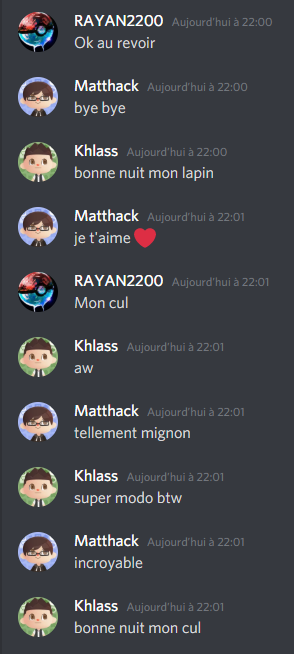 RAYAN2200 Aujourd'hui à 22:00
Ok au revoir
Matthack Aujourd'hui à 22:00
bye bye
Khlass Aujourd'hui à 22:00
bonne nuit mon lapin
Matthack Aujourd'hui à 22:01
je t'aime ❤
RAYAN2200 Aujourd'hui à 22:01
Mon cul
Khlass Aujourd'hui à 22:01
aw
Matthack Aujourd'hui à 22:01
tellement mignon
Khlass Aujourd'hui à 22:01
super modo btw
Matthack Aujourd'hui à 22:01
incroyable
Khlass Aujourd'hui à 22:01
bonne nuit mon cul